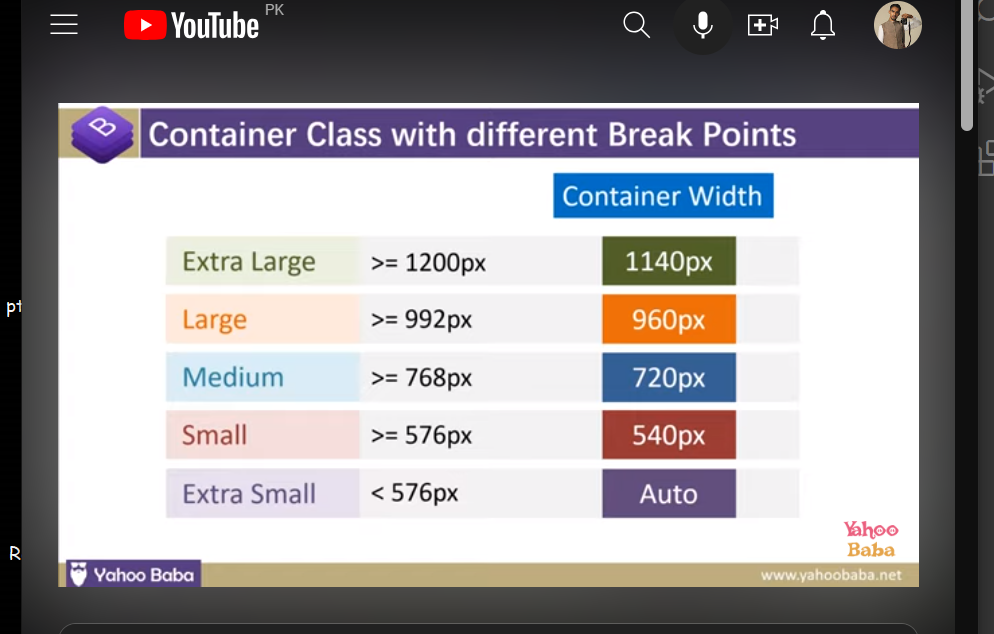 YouTube PK
B
Container Class with different Break Points
Container Width
Extra Large >= 1200px 1140px
Large >= 992px 960px
Medium >= 768px 720px
Small >= 576px 540px
Extra Small < 576px Auto
pt
R
Yahoo
Baba
Yahoo Baba
www.yahoobaba.net